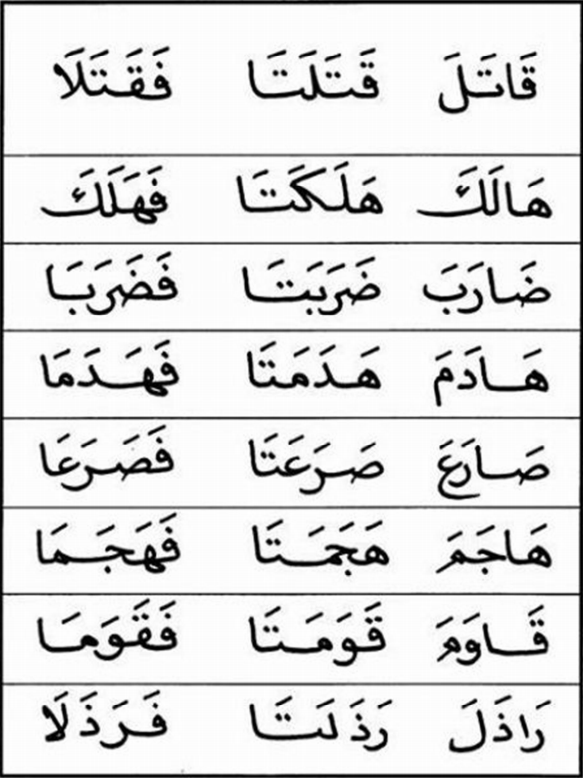 قَاتَلَ قَتَلَتَا فَقَتَلَا
هَالَكَ هَلَكَتَا فَهَلَكَ
ضَارَبَ ضَرَبَتَا فَضَرَبَا
هَادَمَ هَدَمَتَا فَهَدَمَا
صَارَعَ صَرَعَتَا فَصَرَعَا
هَاجَمَ هَجَمَتَا فَهَجَمَا
قَاوَمَ قَوَمَتَا فَقَوَمَا
رَاذَلَ رَذَلَتَا فَرَذَلَا